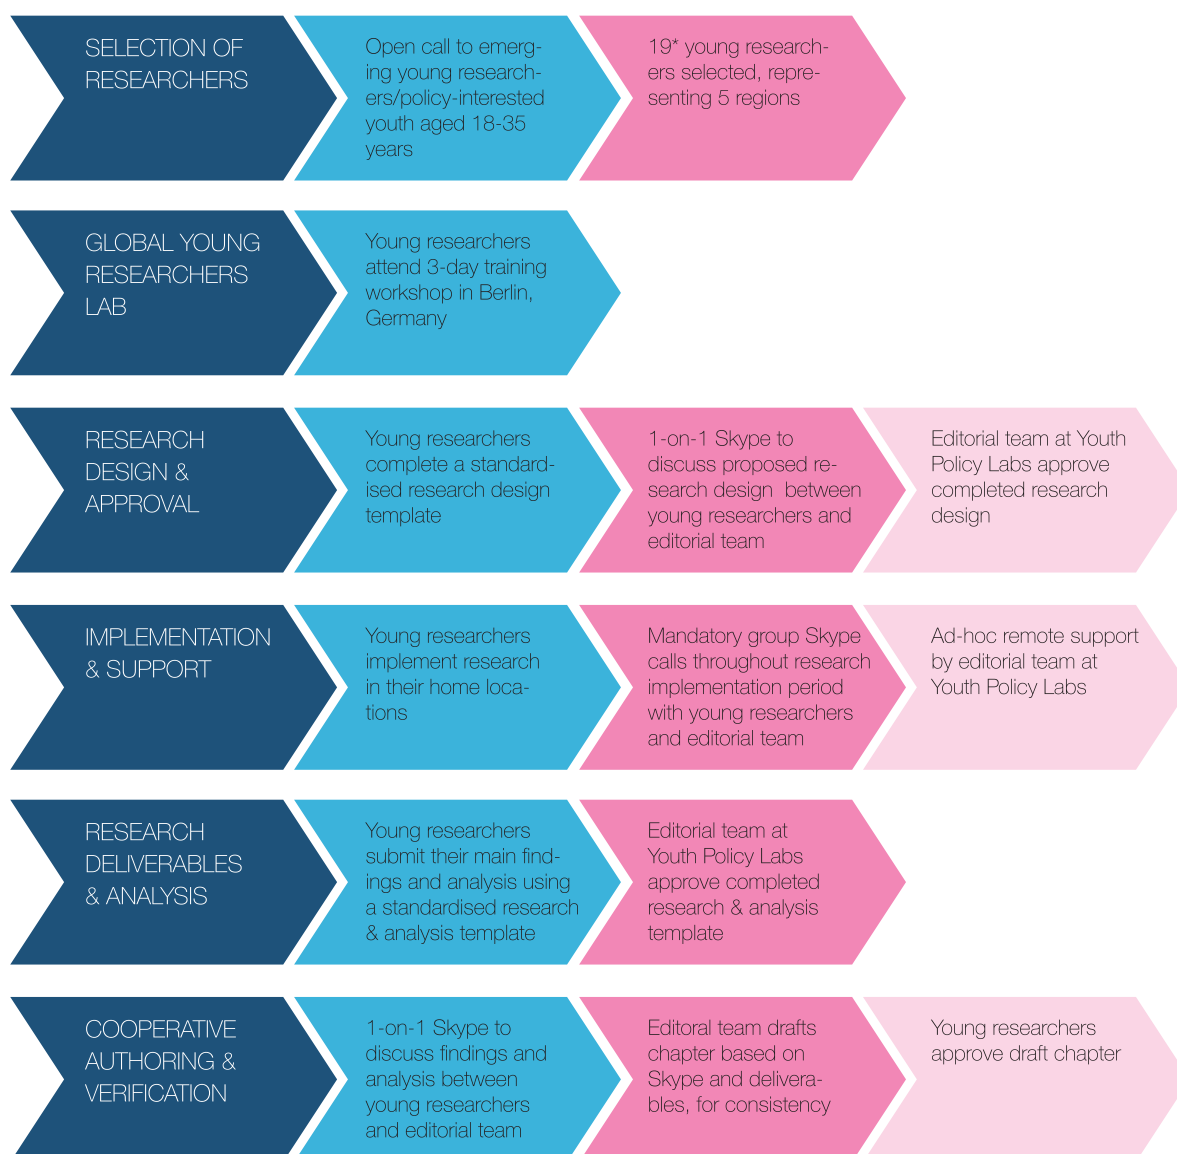 SELECTION OF
RESEARCHERS
Open call to emerg-
ing young research-
ers/policy-interested
youth aged 18-35
years
19* young research-
ers selected, repre-
senting 5 regions
GLOBAL YOUNG
RESEARCHERS
LAB
Young researchers
attend 3-day training
workshop in Berlin,
Germany
RESEARCH
DESIGN &
APPROVAL
Young researchers
complete a standard-
ised research design
template
1-on-1 Skype to
discuss proposed re-
search design  between
young researchers and
editorial team
Editorial team at Youth
Policy Labs approve
completed research
design
IMPLEMENTATION
& SUPPORT
Young researchers
implement research
in their home loca-
tions
Mandatory group Skype
calls throughout research
implementation period
with young researchers
and editorial team
Ad-hoc remote support
by editorial team at
Youth Policy Labs
RESEARCH
DELIVERABLES
& ANALYSIS
Young researchers
submit their main find-
ings and analysis using
a standardised research
& analysis template
Editorial team at
Youth Policy Labs
approve completed
research & analysis
template
COOPERATIVE
AUTHORING &
VERIFICATION
1-on-1 Skype to
discuss findings and
analysis between
young researchers
and editorial team
Editoral team drafts
chapter based on
Skype and delivera-
bles, for consistency
Young researchers
approve draft chapter